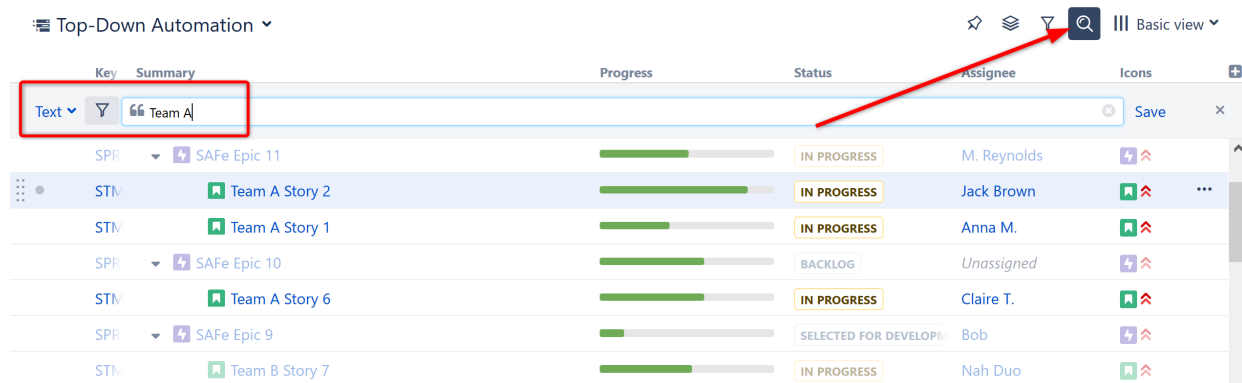 Top-Down Automation
Basic view
Key Summary Progress Status Assignee Icons
Text Team A Save
SPR SAFe Epic 11 IN PROGRESS M. Reynolds
STM Team A Story 2 IN PROGRESS Jack Brown
STM Team A Story 1 IN PROGRESS Anna M.
SPR SAFe Epic 10 BACKLOG Unassigned
STM Team A Story 6 IN PROGRESS Claire T.
SPR SAFe Epic 9 SELECTED FOR DEVELOPM Bob
STM Team B Story 7 IN PROGRESS Nah Duo